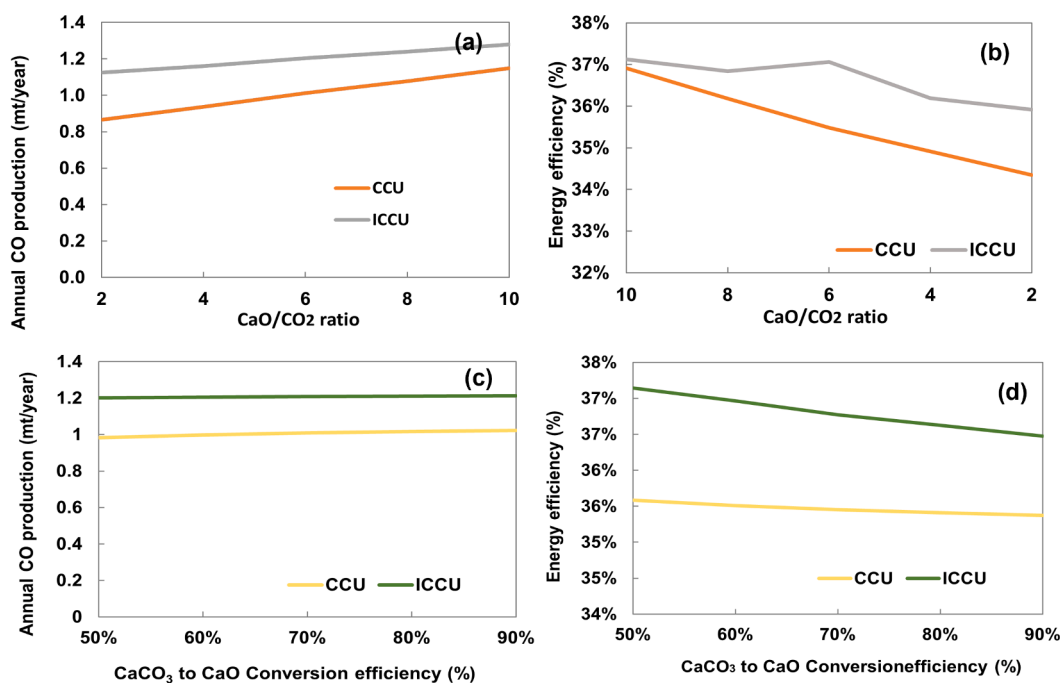 (a)
Annual CO production (mt/year)
1.4
1.2
1.0
0.8
0.6
0.4
0.2
0.0
CCU
ICCU
2 4 6 8 10
CaO/CO2 ratio
(b)
Energy efficiency (%)
38%
37%
36%
35%
34%
33%
32%
CCU ICCU
10 8 6 4 2
CaO/CO2 ratio
(c)
Annual CO production (mt/year)
1.4
1.2
1
0.8
0.6
0.4
0.2
0
CCU ICCU
50% 60% 70% 80% 90%
CaCO₃ to CaO Conversion efficiency (%)
(d)
Energy efficiency (%)
38%
37%
37%
36%
36%
35%
35%
34%
CCU ICCU
50% 60% 70% 80% 90%
CaCO₃ to CaO Conversionefficiency (%)